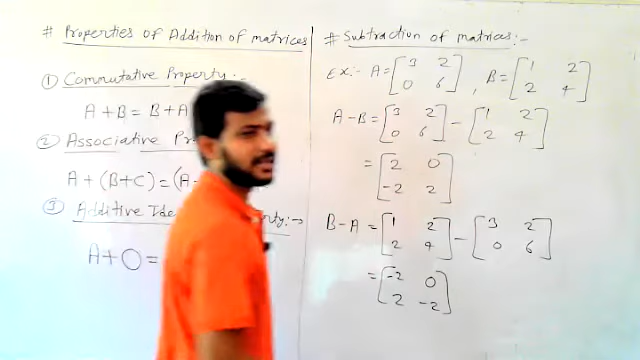 # Properties of Addition of matrices
① Commutative Property:-
A + B = B + A
② Associative
A + (B+C) =
③ Additive
A + O =
# Subtraction of matrices:-
Ex:- A = [3 2
0 6], B = [1 2
2 4]
A - B = [3 2
0 6] - [1 2
2 4]
= [2 0
-2 2]
B - A = [1 2
2 4] - [3 2
0 6]
= [-2 0
2 -2]